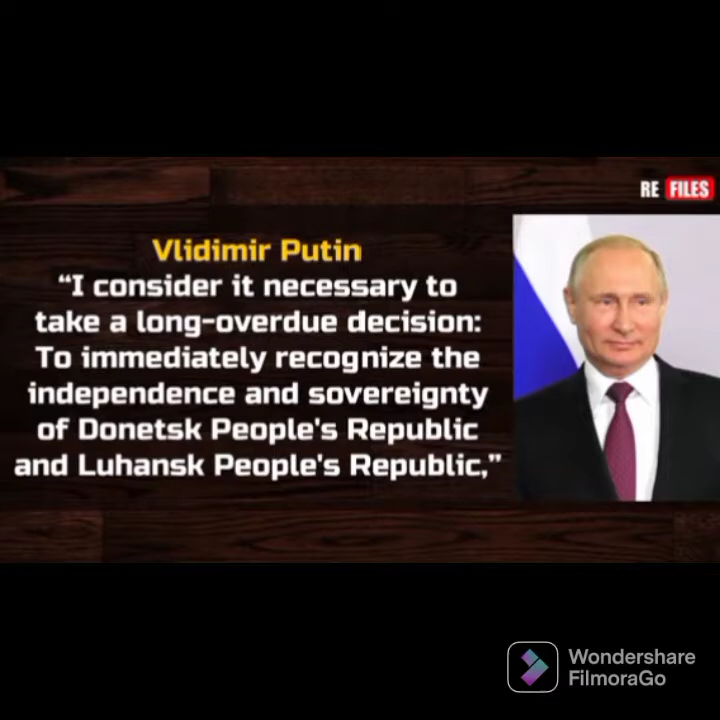 RE FILES
Vlidimir Putin
“I consider it necessary to
take a long-overdue decision:
To immediately recognize the
independence and sovereignty
of Donetsk People's Republic
and Luhansk People's Republic,”
Wondershare
FilmoraGo